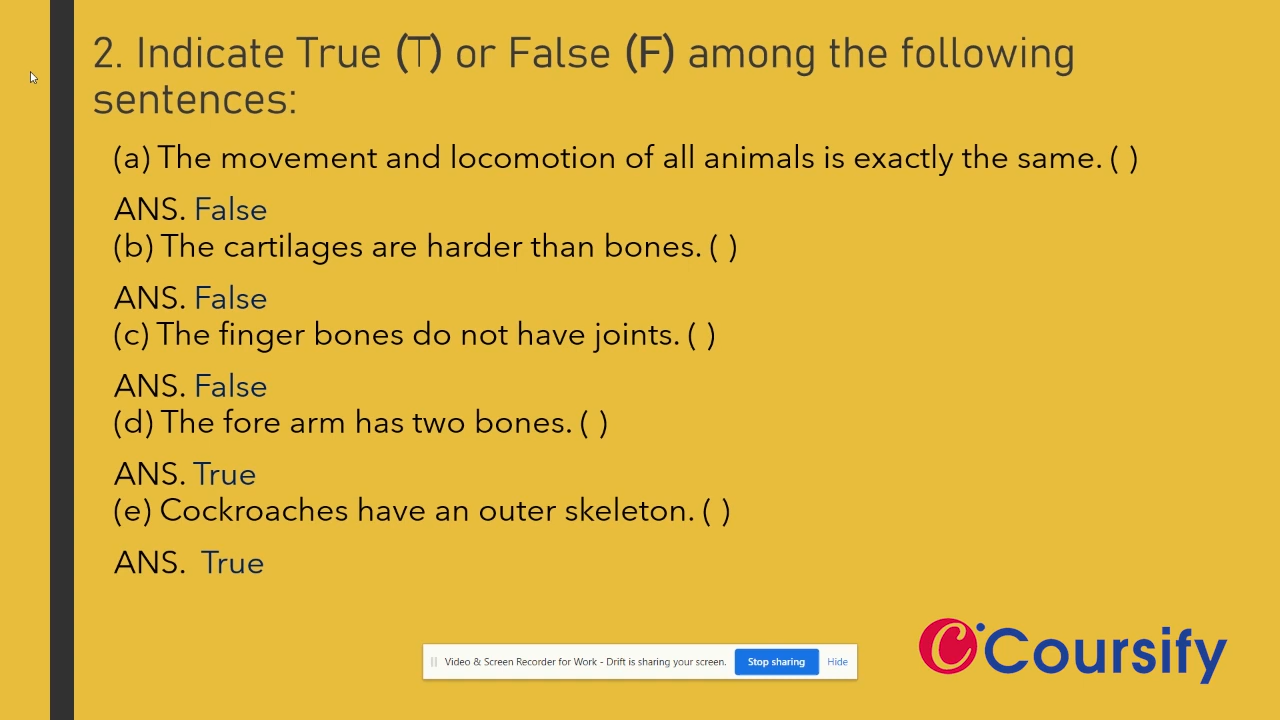 2. Indicate True (T) or False (F) among the following
sentences:
(a) The movement and locomotion of all animals is exactly the same. ( )
ANS. False
(b) The cartilages are harder than bones. ( )
ANS. False
(c) The finger bones do not have joints. ( )
ANS. False
(d) The fore arm has two bones. ( )
ANS. True
(e) Cockroaches have an outer skeleton. ( )
ANS. True
Video & Screen Recorder for Work - Drift is sharing your screen. Stop sharing Hide
C Coursify